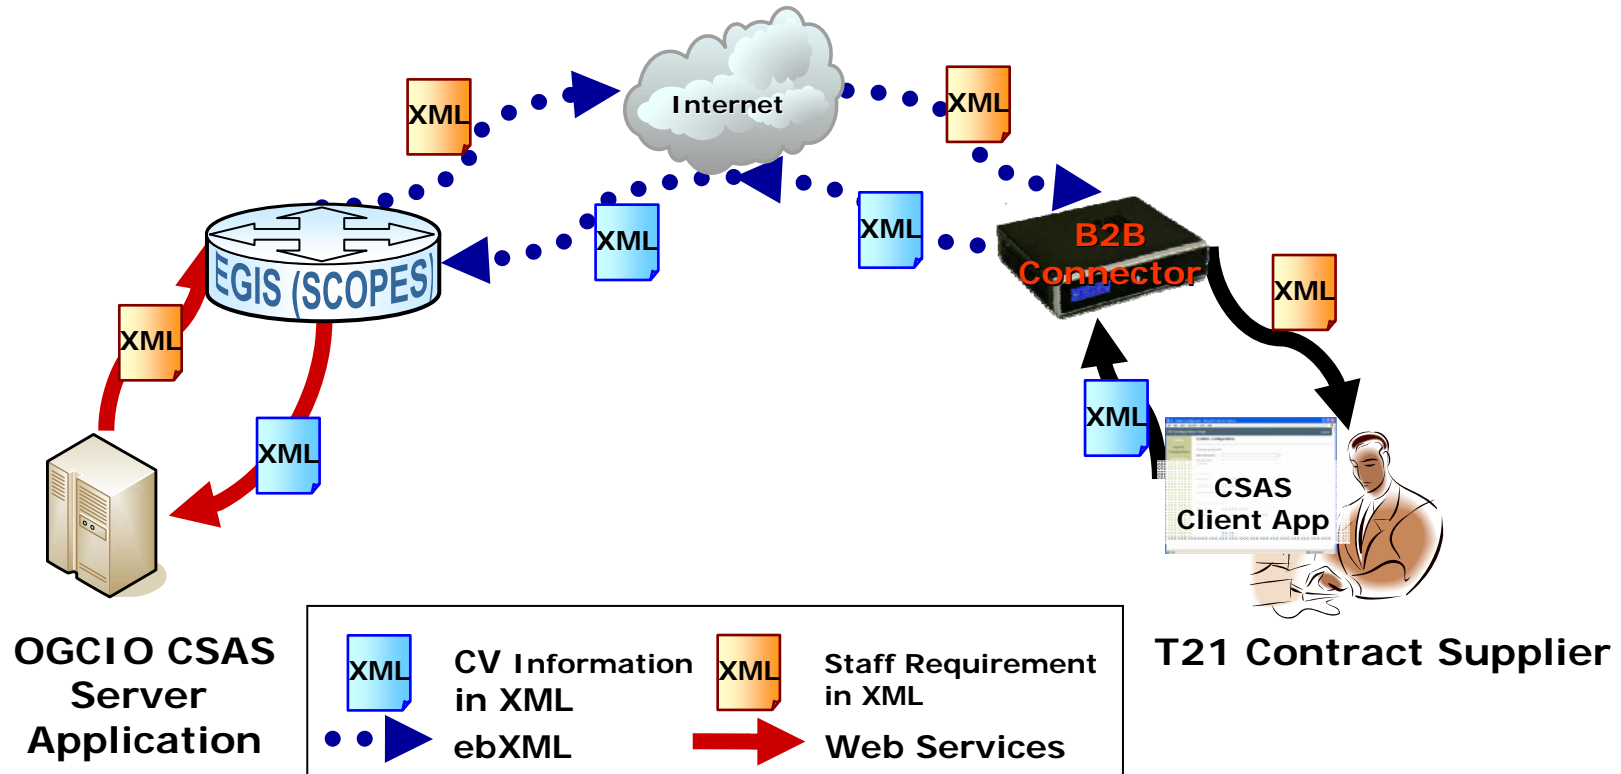 XML
Internet
XML
XML
XML
B2B
Connector
EGIS (SCOPES)
XML
XML
XML
XML
CSAS
Client App
OGCIO CSAS
Server
Application
T21 Contract Supplier
XML
CV Information
in XML
XML
Staff Requirement
in XML
ebXML
Web Services